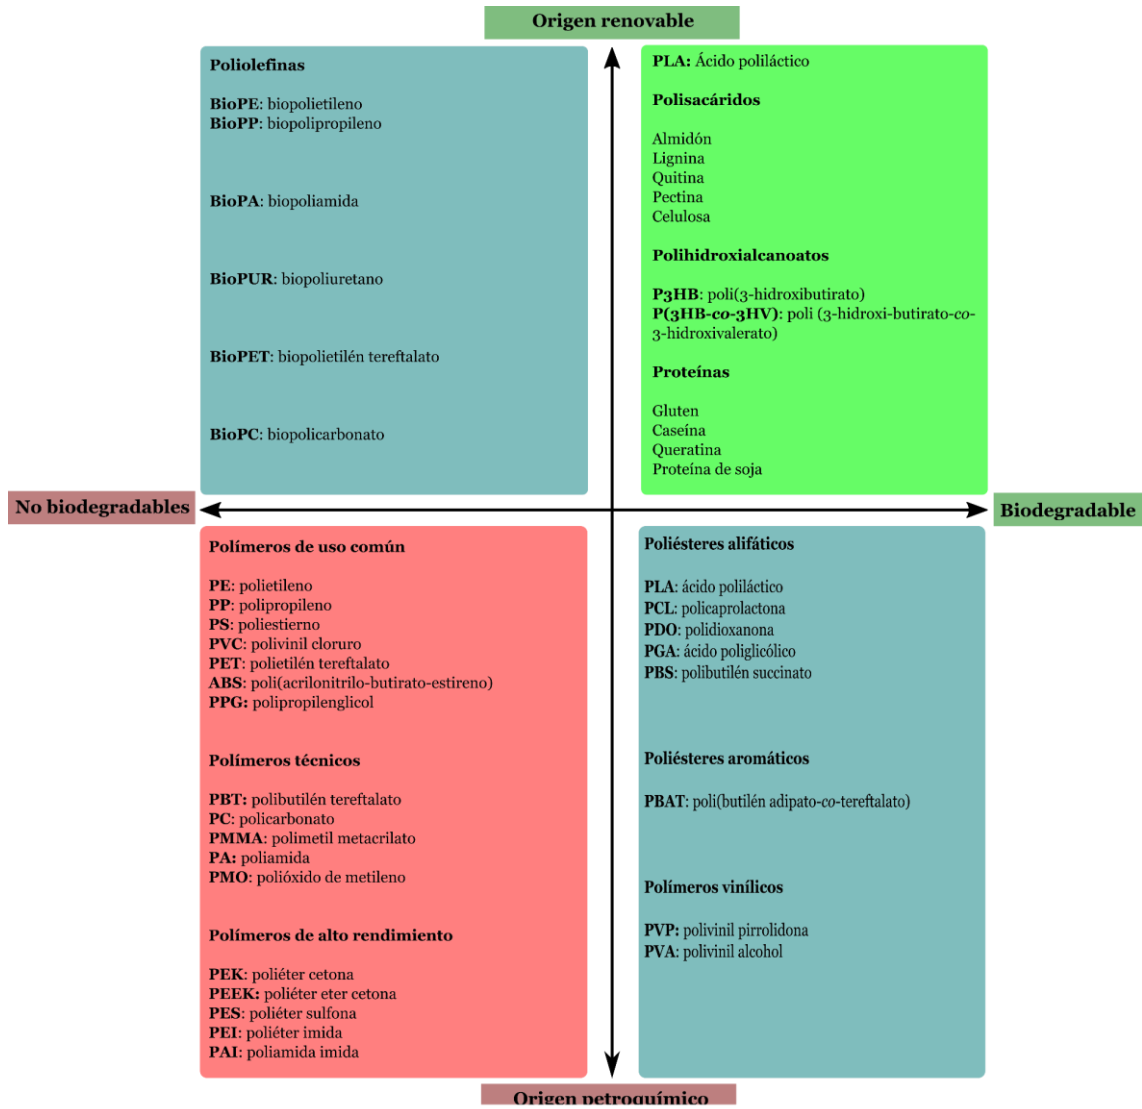 Origen renovable
Poliolefinas
BioPE: biopolietileno
BioPP: biopolipropileno
BioPA: biopoliamida
BioPUR: biopoliuretano
BioPET: biopolietilén tereftalato
BioPC: biopolicarbonato
PLA: Ácido poliláctico
Polisacáridos
Almidón
Lignina
Quitina
Pectina
Celulosa
Polihidroxialcanoatos
P3HB: poli(3-hidroxibutirato)
P(3HB-co-3HV): poli (3-hidroxi-butirato-co-
3-hidroxivalerato)
Proteínas
Gluten
Caseína
Queratina
Proteína de soja
No biodegradables
Biodegradable
Polímeros de uso común
PE: polietileno
PP: polipropileno
PS: poliestierno
PVC: polivinil cloruro
PET: polietilén tereftalato
ABS: poli(acrilonitrilo-butirato-estireno)
PPG: polipropilenglicol
Polímeros técnicos
PBT: polibutilén tereftalato
PC: policarbonato
PMMA: polimetil metacrilato
PA: poliamida
PMO: polióxido de metileno
Polímeros de alto rendimiento
PEK: poliéter cetona
PEEK: poliéter eter cetona
PES: poliéter sulfona
PEI: poliéter imida
PAI: poliamida imida
Poliésteres alifáticos
PLA: ácido poliláctico
PCL: policaprolactona
PDO: polidioxanona
PGA: ácido poliglicólico
PBS: polibutilén succinato
Poliésteres aromáticos
PBAT: poli(butilén adipato-co-tereftalato)
Polímeros vinílicos
PVP: polivinil pirrolidona
PVA: polivinil alcohol
Origen petroquímico